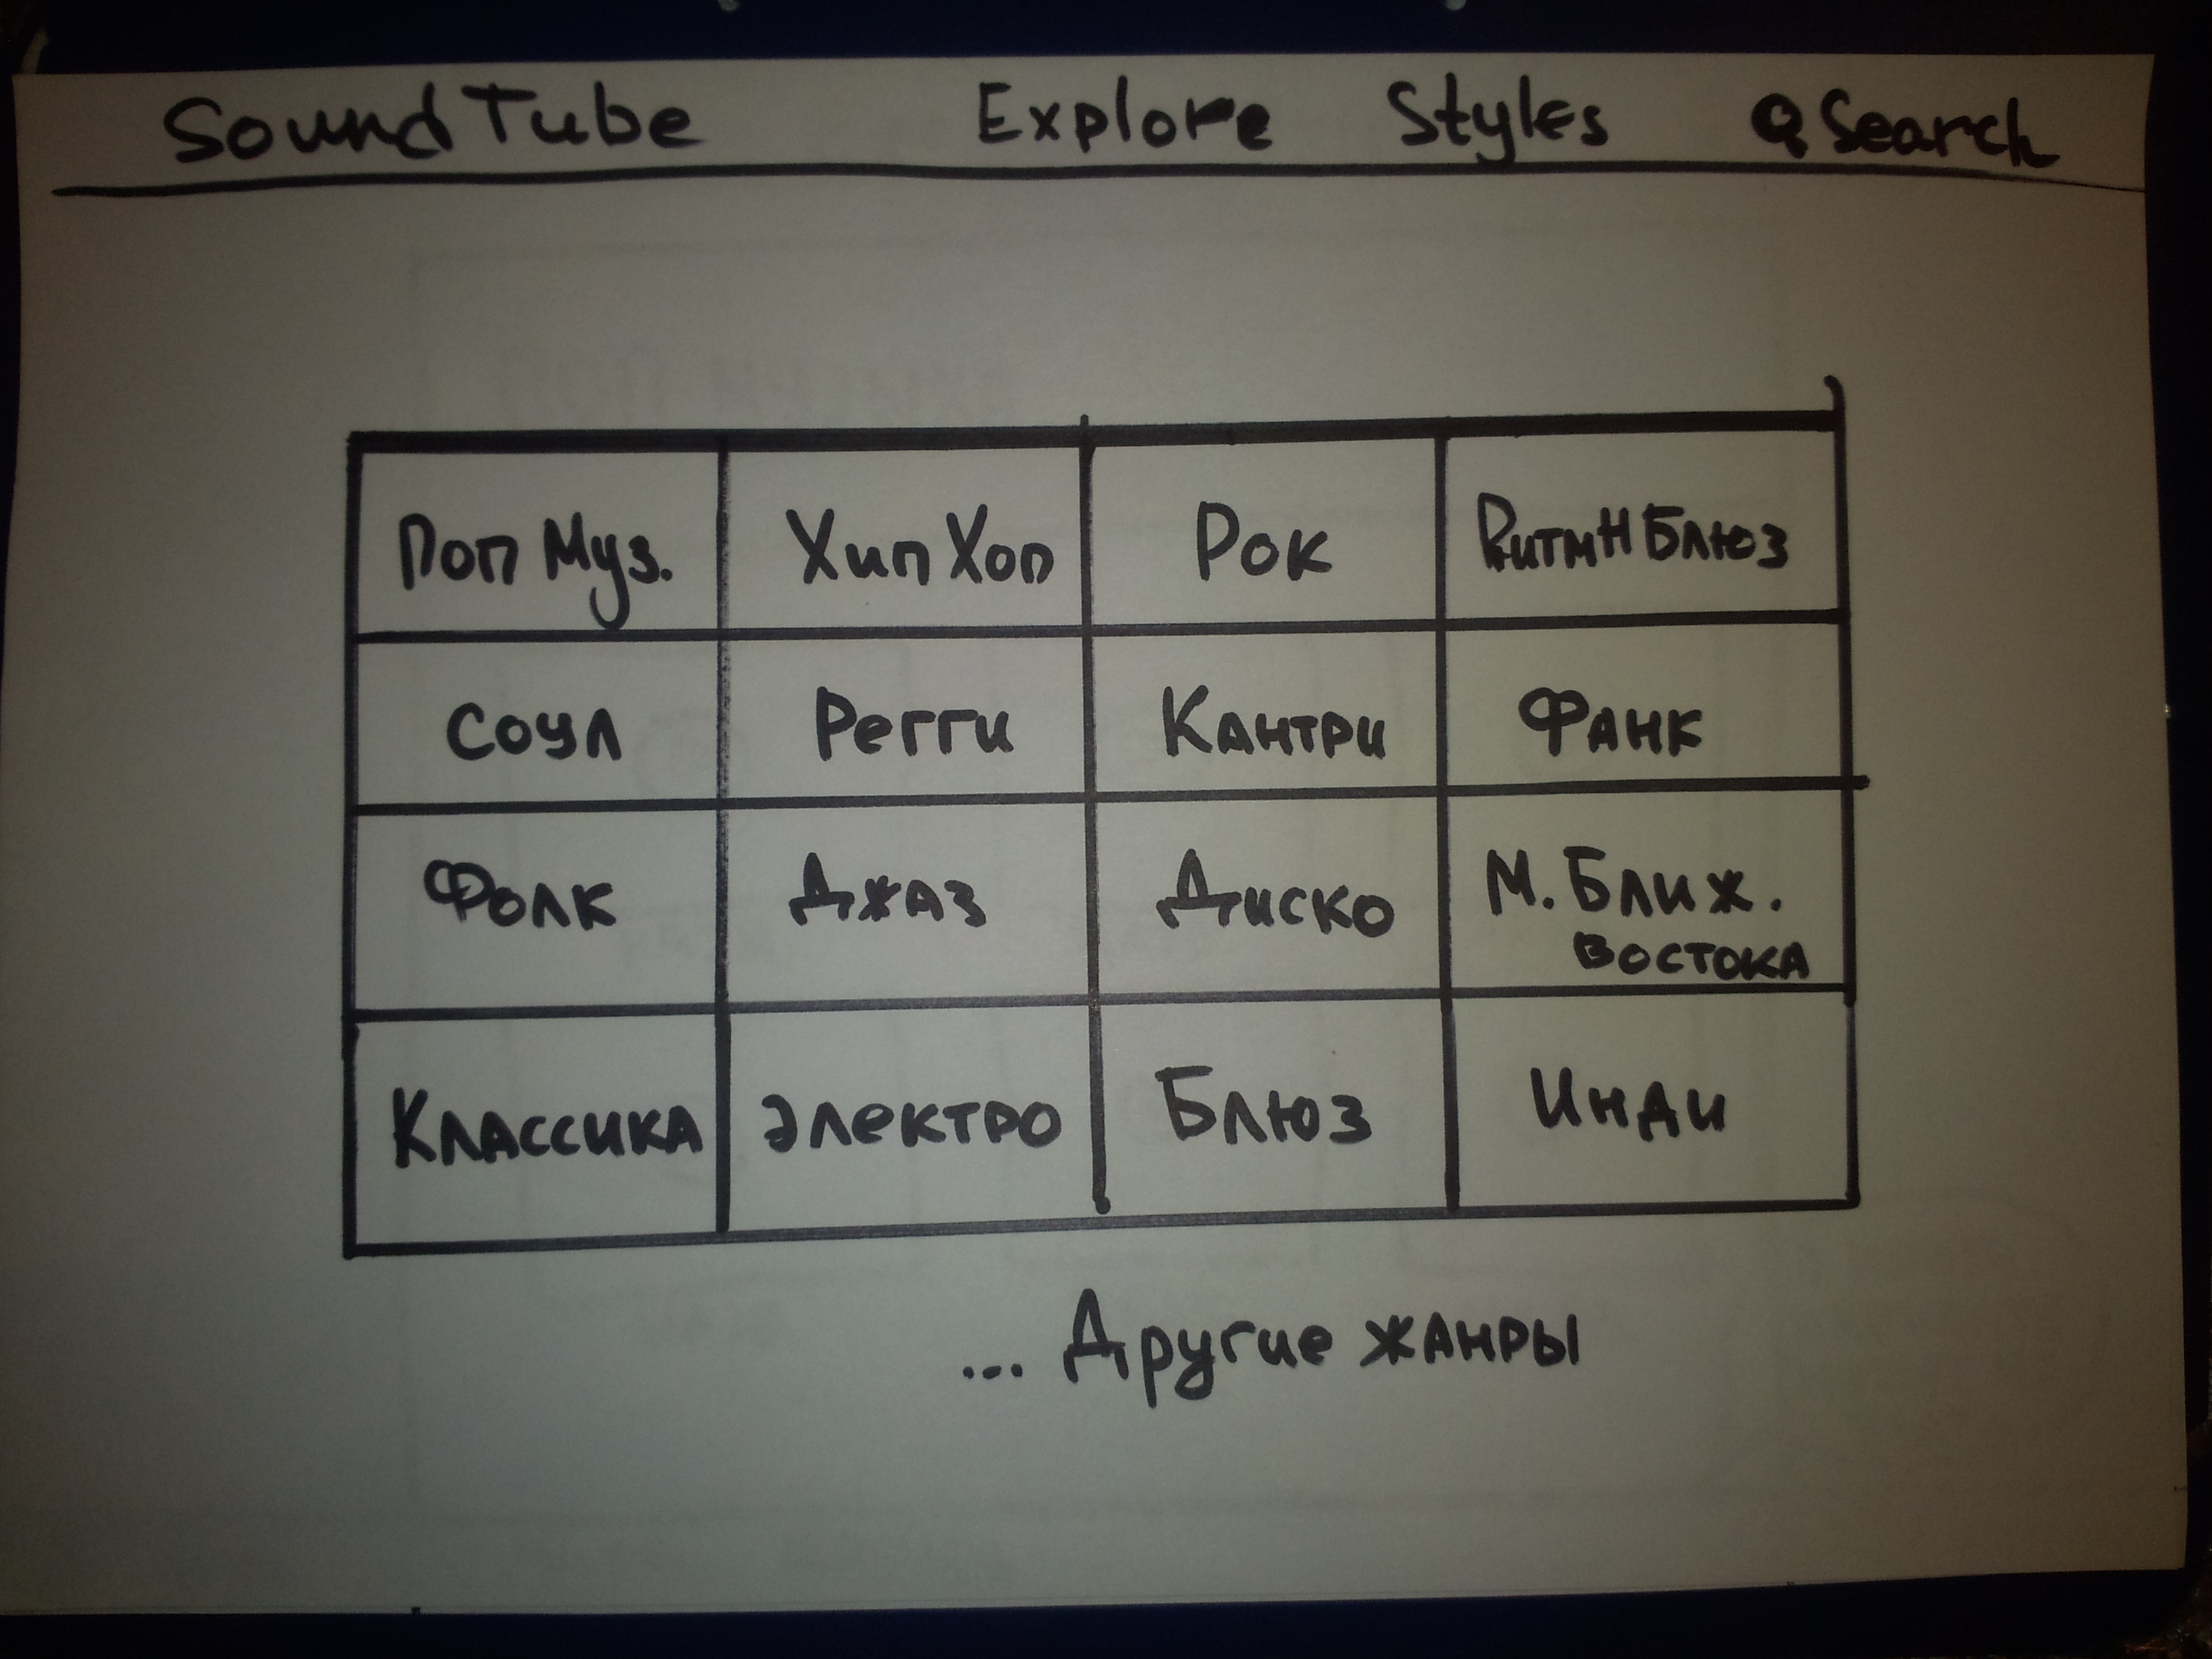 SoundTube Explore Styles Search
Поп Муз. Хип Хоп Рок РитмНБлюз
Соул Регги Кантри Фанк
Фолк Джаз Диско М. Ближ.
Востока
Классика Электро Блюз Инди
... Другие жанры